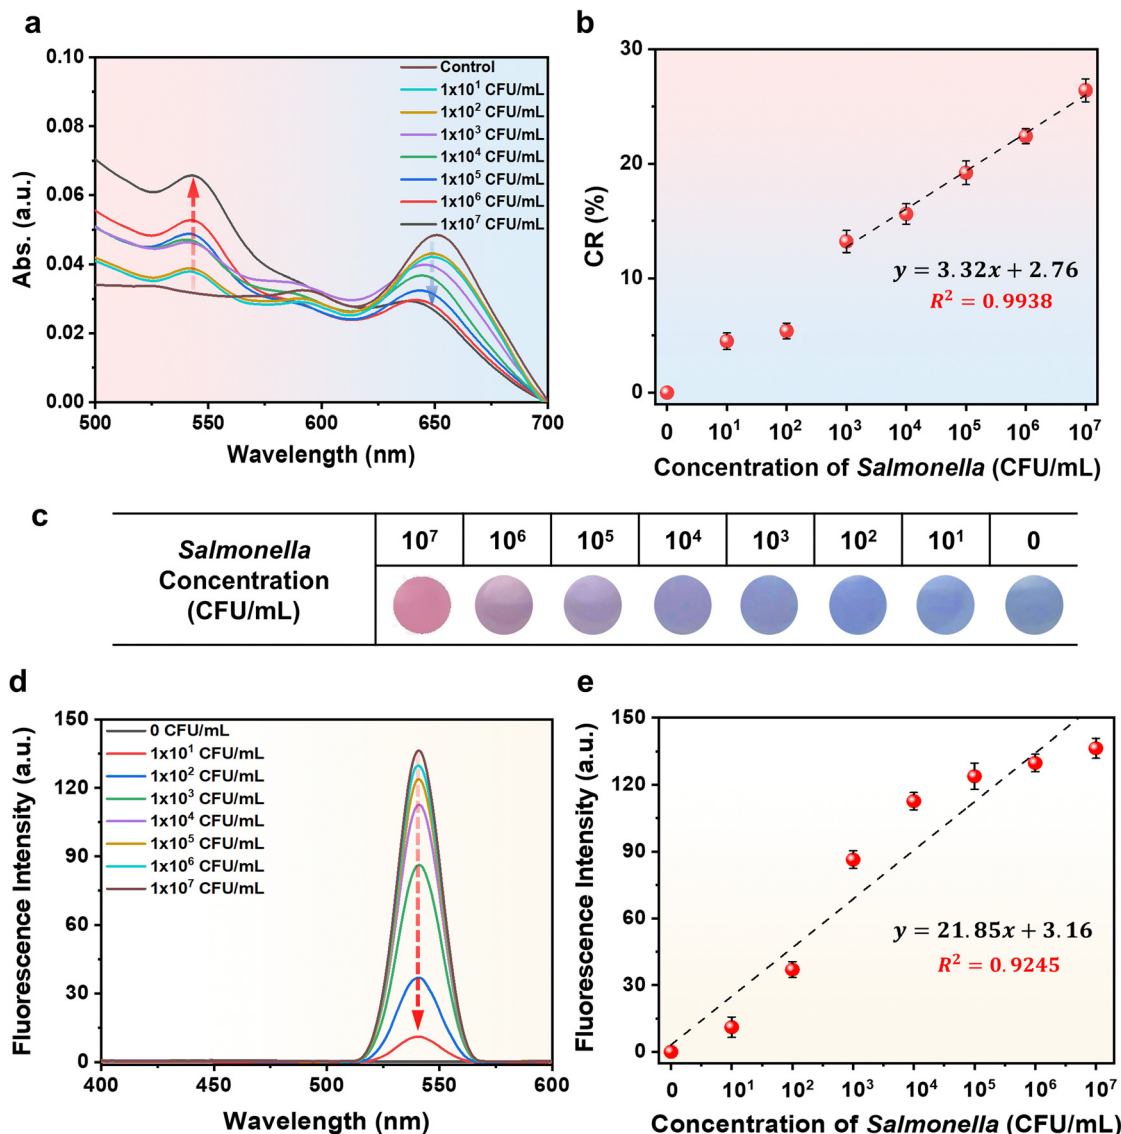 a
0.10
0.08
0.06
0.04
0.02
0.00
Abs. (a.u.)
500
550
600
650
700
Wavelength (nm)
Control
1x10¹ CFU/mL
1x10² CFU/mL
1x10³ CFU/mL
1x10⁴ CFU/mL
1x10⁵ CFU/mL
1x10⁶ CFU/mL
1x10⁷ CFU/mL
b
30
20
10
0
CR (%)
y = 3.32x + 2.76
R² = 0.9938
0
10¹
10²
10³
10⁴
10⁵
10⁶
10⁷
Concentration of Salmonella (CFU/mL)
c
Salmonella
Concentration
(CFU/mL)
10⁷
10⁶
10⁵
10⁴
10³
10²
10¹
0
d
150
120
90
60
30
0
Fluorescence Intensity (a.u.)
400
450
500
550
600
Wavelength (nm)
0 CFU/mL
1x10¹ CFU/mL
1x10² CFU/mL
1x10³ CFU/mL
1x10⁴ CFU/mL
1x10⁵ CFU/mL
1x10⁶ CFU/mL
1x10⁷ CFU/mL
e
150
120
90
60
30
0
Fluorescence Intensity (a.u.)
y = 21.85x + 3.16
R² = 0.9245
0
10¹
10²
10³
10⁴
10⁵
10⁶
10⁷
Concentration of Salmonella (CFU/mL)